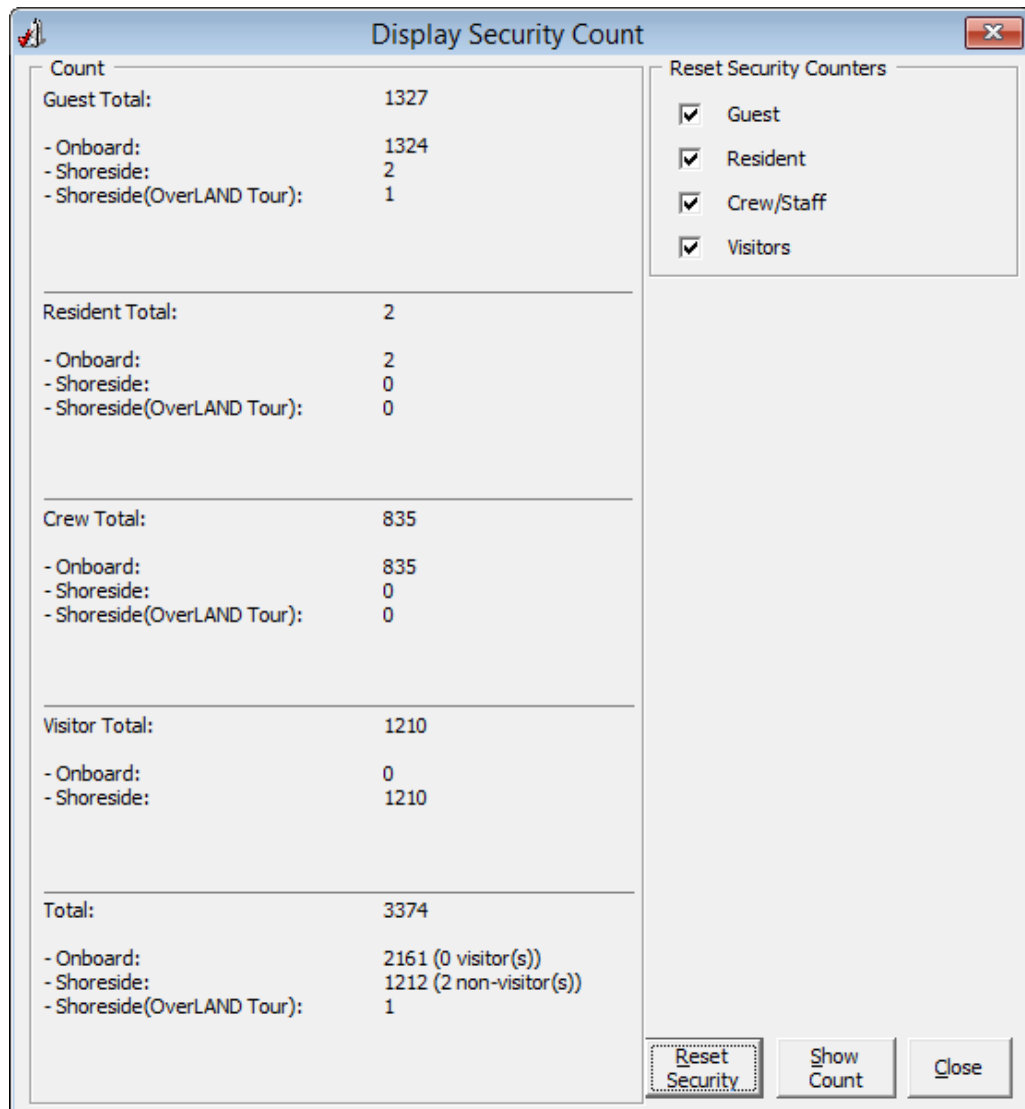 Display Security Count
Count
Guest Total: 1327
- Onboard: 1324
- Shoreside: 2
- Shoreside(OverLAND Tour): 1
Resident Total: 2
- Onboard: 2
- Shoreside: 0
- Shoreside(OverLAND Tour): 0
Crew Total: 835
- Onboard: 835
- Shoreside: 0
- Shoreside(OverLAND Tour): 0
Visitor Total: 1210
- Onboard: 0
- Shoreside: 1210
Total: 3374
- Onboard: 2161 (0 visitor(s))
- Shoreside: 1212 (2 non-visitor(s))
- Shoreside(OverLAND Tour): 1
Reset Security Counters
Guest
Resident
Crew/Staff
Visitors
Reset
Security
Show
Count
Close